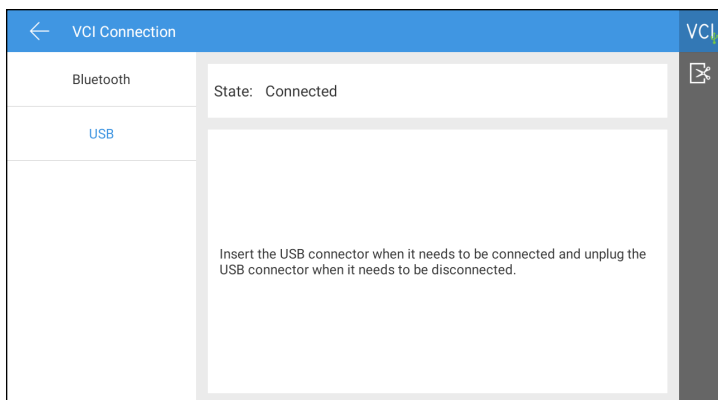 VCI Connection
VCI
Bluetooth
USB
State: Connected
Insert the USB connector when it needs to be connected and unplug the
USB connector when it needs to be disconnected.